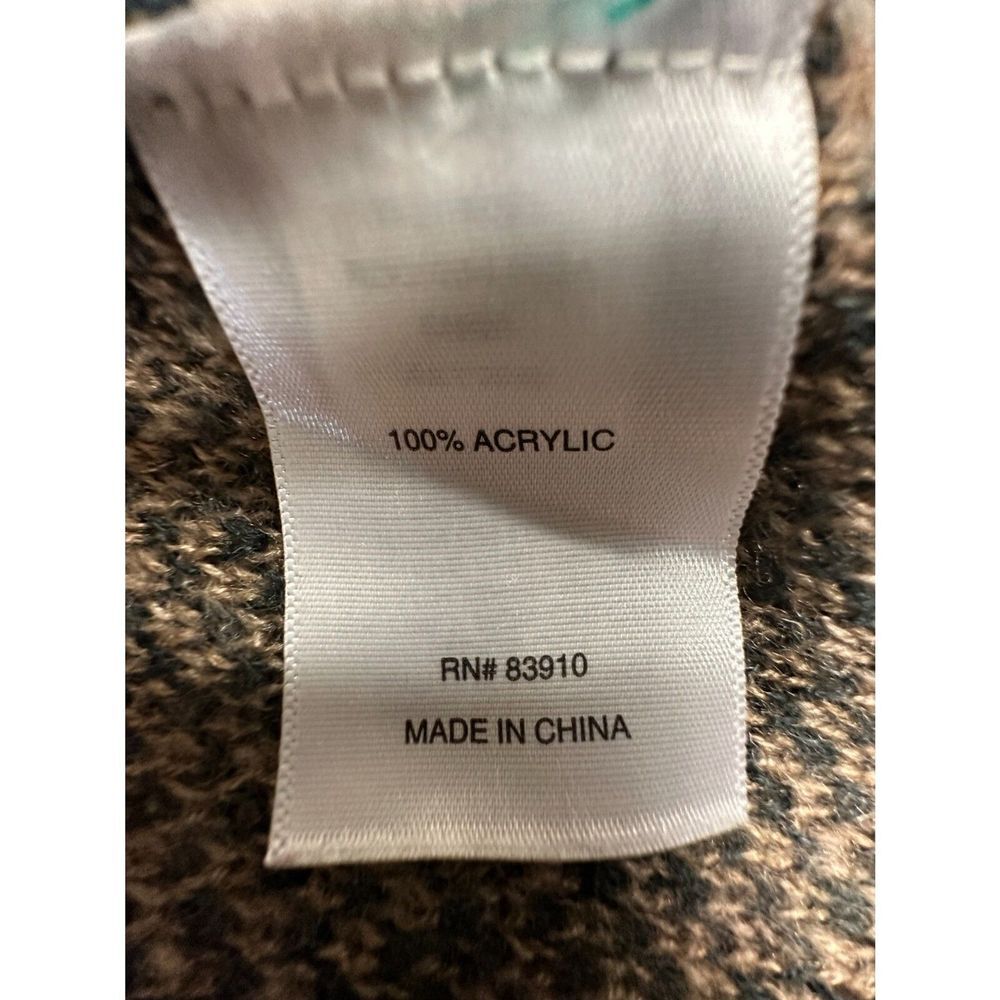 100% ACRYLIC
RN# 83910
MADE IN CHINA